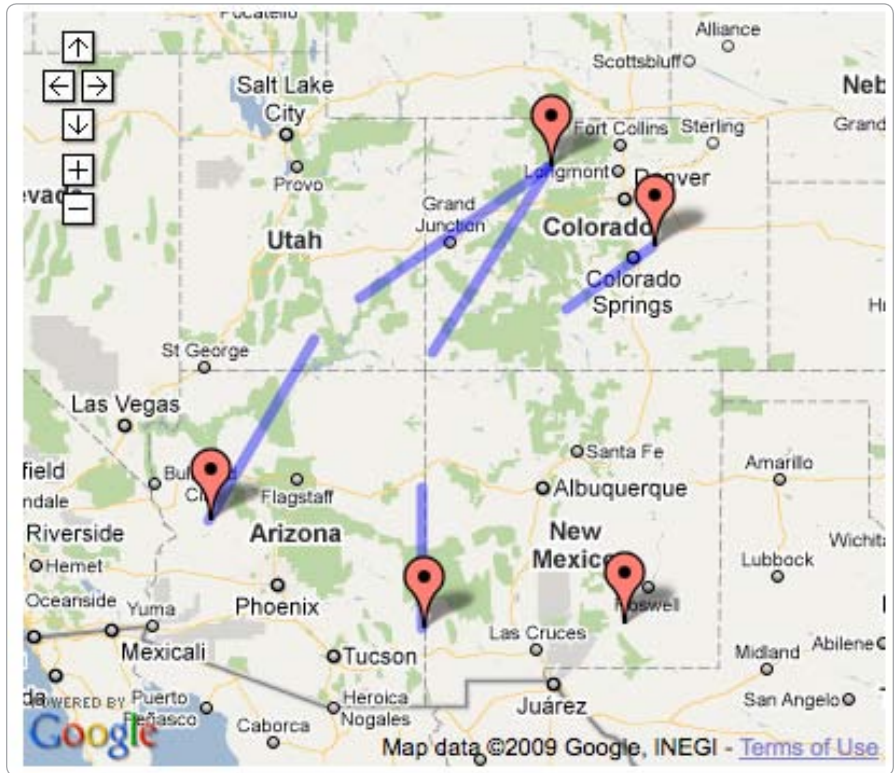 Pocatello
Alliance
Scottsbluff
Salt Lake
City
Neb
Fort Collins
Sterling
Grand
Provo
Longmont
Denver
evada
Grand
Junction
Utah
Colorado
Colorado
Springs
St George
Las Vegas
Santa Fe
field
Amarillo
ndale
Flagstaff
Albuquerque
Riverside
Arizona
New
Mexico
Wichita
Hemet
Lubbock
Oceanside
Yuma
Phoenix
Roswell
Las Cruces
Mexicali
Tucson
Midland
Abilene
da
POWERED BY
Puerto
Peñasco
Heroica
Nogales
Juárez
San Angelo
Google
Caborca
Map data ©2009 Google, INEGI - Terms of Use